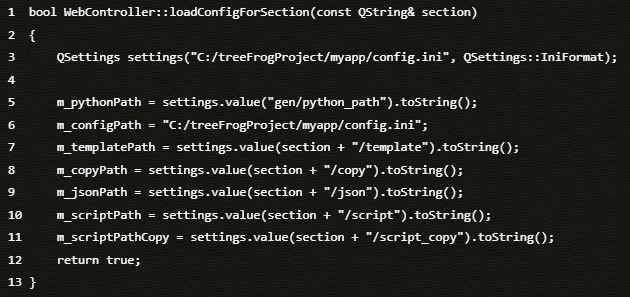 1 bool WebController::loadConfigForSection(const QString& section)
2 {
3     QSettings settings("C:/treeFrogProject/myapp/config.ini", QSettings::IniFormat);
4
5     m_pythonPath = settings.value("gen/python_path").toString();
6     m_configPath = "C:/treeFrogProject/myapp/config.ini";
7     m_templatePath = settings.value(section + "/template").toString();
8     m_copyPath = settings.value(section + "/copy").toString();
9     m_jsonPath = settings.value(section + "/json").toString();
10     m_scriptPath = settings.value(section + "/script").toString();
11     m_scriptPathCopy = settings.value(section + "/script_copy").toString();
12     return true;
13 }